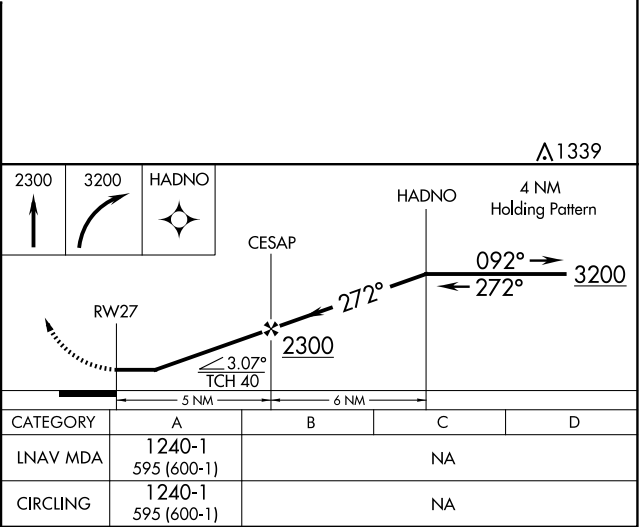 1339
2300 3200 HADNO
HADNO
4 NM
Holding Pattern
CESAP
092°
272°
3200
272°
RW27
2300
3.07°
TCH 40
5 NM 6 NM
CATEGORY A B C D
LNAV MDA 1240-1 NA
595 (600-1)
CIRCLING 1240-1 NA
595 (600-1)